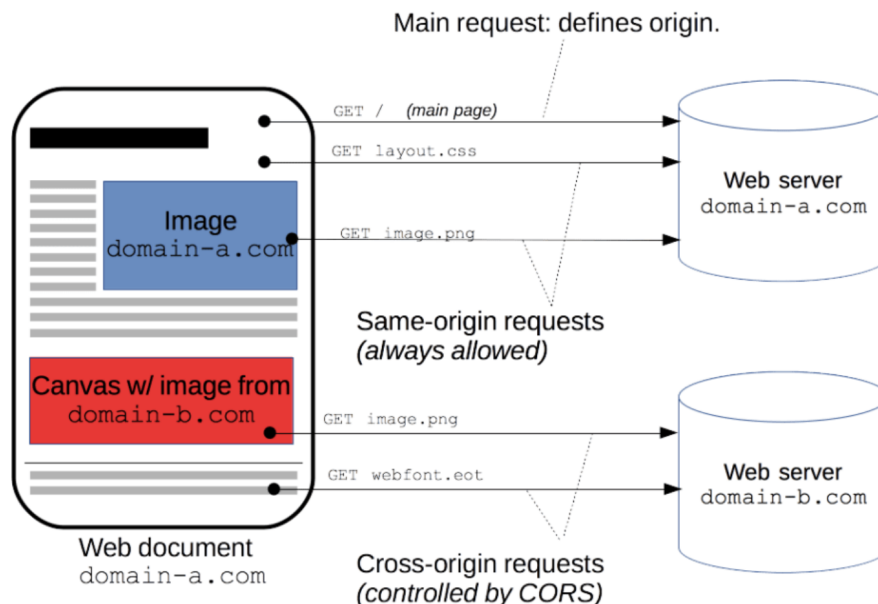 Main request: defines origin.
GET / (main page)
GET layout.css
Web server
domain-a.com
Image
domain-a.com
GET image.png
Same-origin requests
(always allowed)
Canvas w/ image from
domain-b.com
GET image.png
GET webfont.eot
Web server
domain-b.com
Web document
domain-a.com
Cross-origin requests
(controlled by CORS)